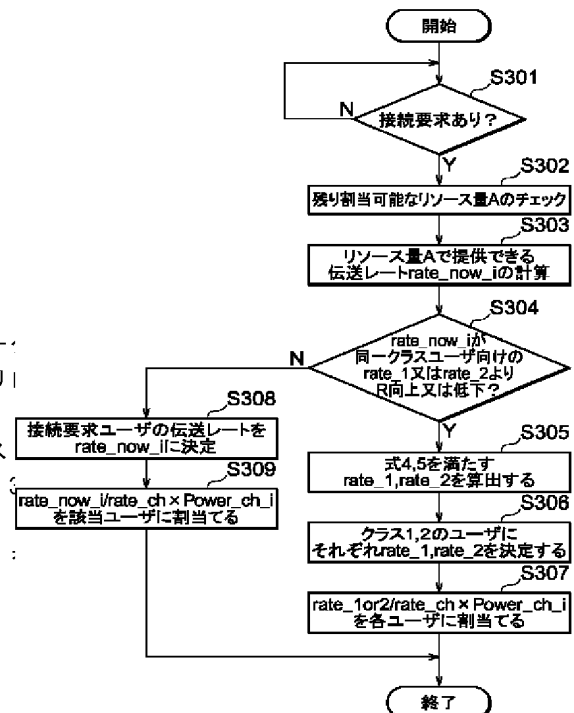 開始
S301
接続要求あり？
N
Y
S302
残り割当可能なリソース量Aのチェック
S303
リソース量Aで提供できる
伝送レートrate_now_iの計算
S304
rate_now_iが
同一クラスユーザ向けの
rate_1又はrate_2より
R向上又は低下？
N
Y
S308
接続要求ユーザの伝送レートを
rate_now_iに決定
S309
rate_now_i/rate_ch×Power_ch_i
を該当ユーザに割当てる
S305
式4,5を満たす
rate_1,rate_2を算出する
S306
クラス1,2のユーザに
それぞれrate_1,rate_2を決定する
S307
rate_1or2/rate_ch×Power_ch_i
を各ユーザに割当てる
終了